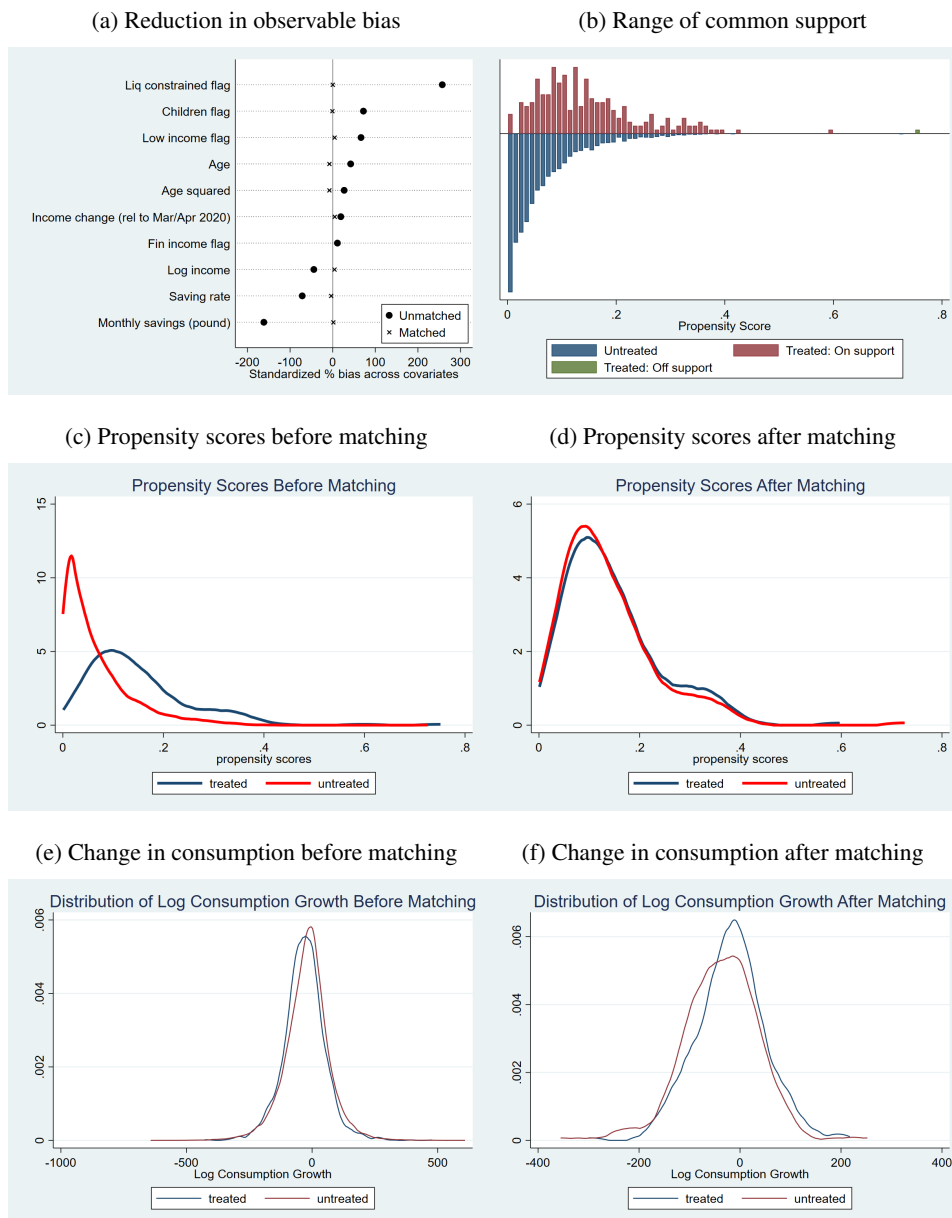 (a) Reduction in observable bias
(b) Range of common support
Liq constrained flag
Children flag
Low income flag
Age
Age squared
Income change (rel to Mar/Apr 2020)
Fin income flag
Log income
Saving rate
Monthly savings (pound)
Unmatched
Matched
-200 -100 0 100 200 300
Standardized % bias across covariates
0 .2 .4 .6 .8
Propensity Score
Untreated Treated: On support
Treated: Off support
(c) Propensity scores before matching
(d) Propensity scores after matching
Propensity Scores Before Matching
15
10
5
0
0 .2 .4 .6 .8
propensity scores
treated untreated
Propensity Scores After Matching
6
4
2
0
0 .2 .4 .6 .8
propensity scores
treated untreated
(e) Change in consumption before matching
(f) Change in consumption after matching
Distribution of Log Consumption Growth Before Matching
.006
.004
.002
0
-1000 -500 0 500
Log Consumption Growth
treated untreated
Distribution of Log Consumption Growth After Matching
.006
.004
.002
0
-400 -200 0 200 400
Log Consumption Growth
treated untreated